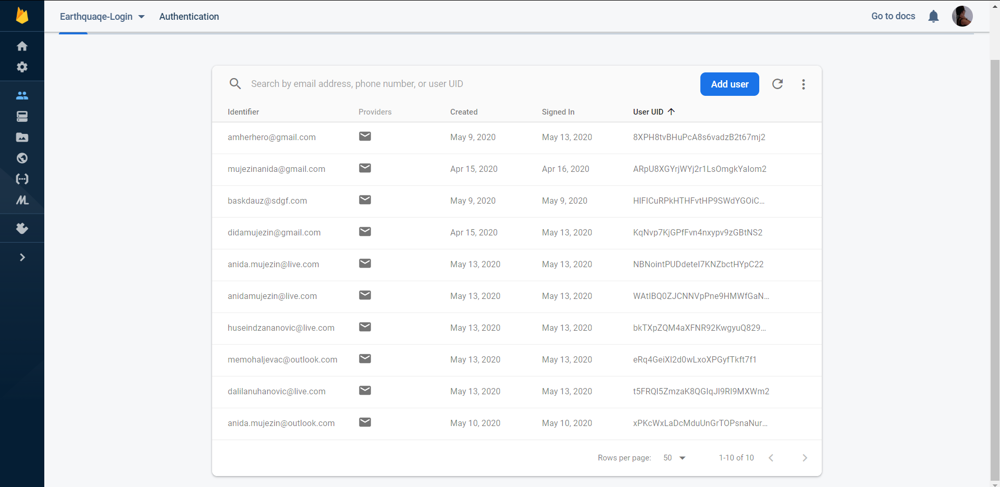 Earthquaqe-Login Authentication Go to docs
Search by email address, phone number, or user UID Add user
Identifier Providers Created Signed In User UID
amherhero@gmail.com May 9, 2020 May 13, 2020 8XPH8tvBHuPcA8s6vadzB2t67mj2
mujezinanida@gmail.com Apr 15, 2020 Apr 16, 2020 ARpU8XGYrjWYj2r1LsOmgkYaIom2
baskdauz@sdgf.com May 9, 2020 May 9, 2020 HIFICuRPkHTHFvtHP9SWdYGOiC...
didamujezin@gmail.com Apr 15, 2020 May 13, 2020 KqNvp7KjGPfFvn4nxypv9zGBtNS2
anida.mujezin@live.com May 13, 2020 May 13, 2020 NBNointPUDdeteI7KNZbctHYpC22
anidamujezin@live.com May 13, 2020 May 13, 2020 WAtIBQ0ZJCNNVpPne9HMWfGaN...
huseindzananovic@live.com May 13, 2020 May 13, 2020 bkTXpZQM4aXFNR92KwgyuQ829...
memohaljevac@outlook.com May 13, 2020 May 13, 2020 eRq4GeiXI2d0wLxoXPGyfTkft7f1
dalilanuhanovic@live.com May 13, 2020 May 13, 2020 t5FRQI5ZmzaK8QGIqJI9RI9MXWm2
anida.mujezin@outlook.com May 10, 2020 May 10, 2020 xPKcWxLaDcMduUnGrTOPsnaNur...
Rows per page: 50 1-10 of 10